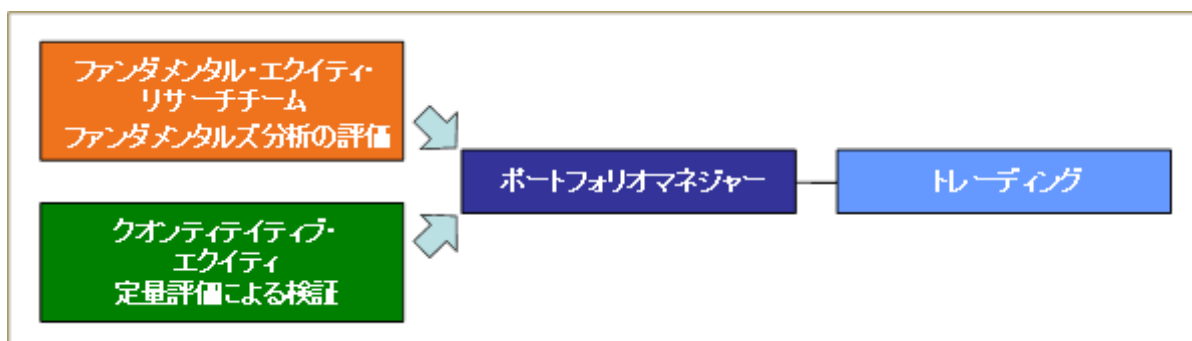 ファンダメンタル・エクイティ・
リサーチチーム
ファンダメンタルズ分析の評価
クオンティテイティブ・
エクイティ
定量評価による検証
ポートフォリオマネジャー
トレーディング